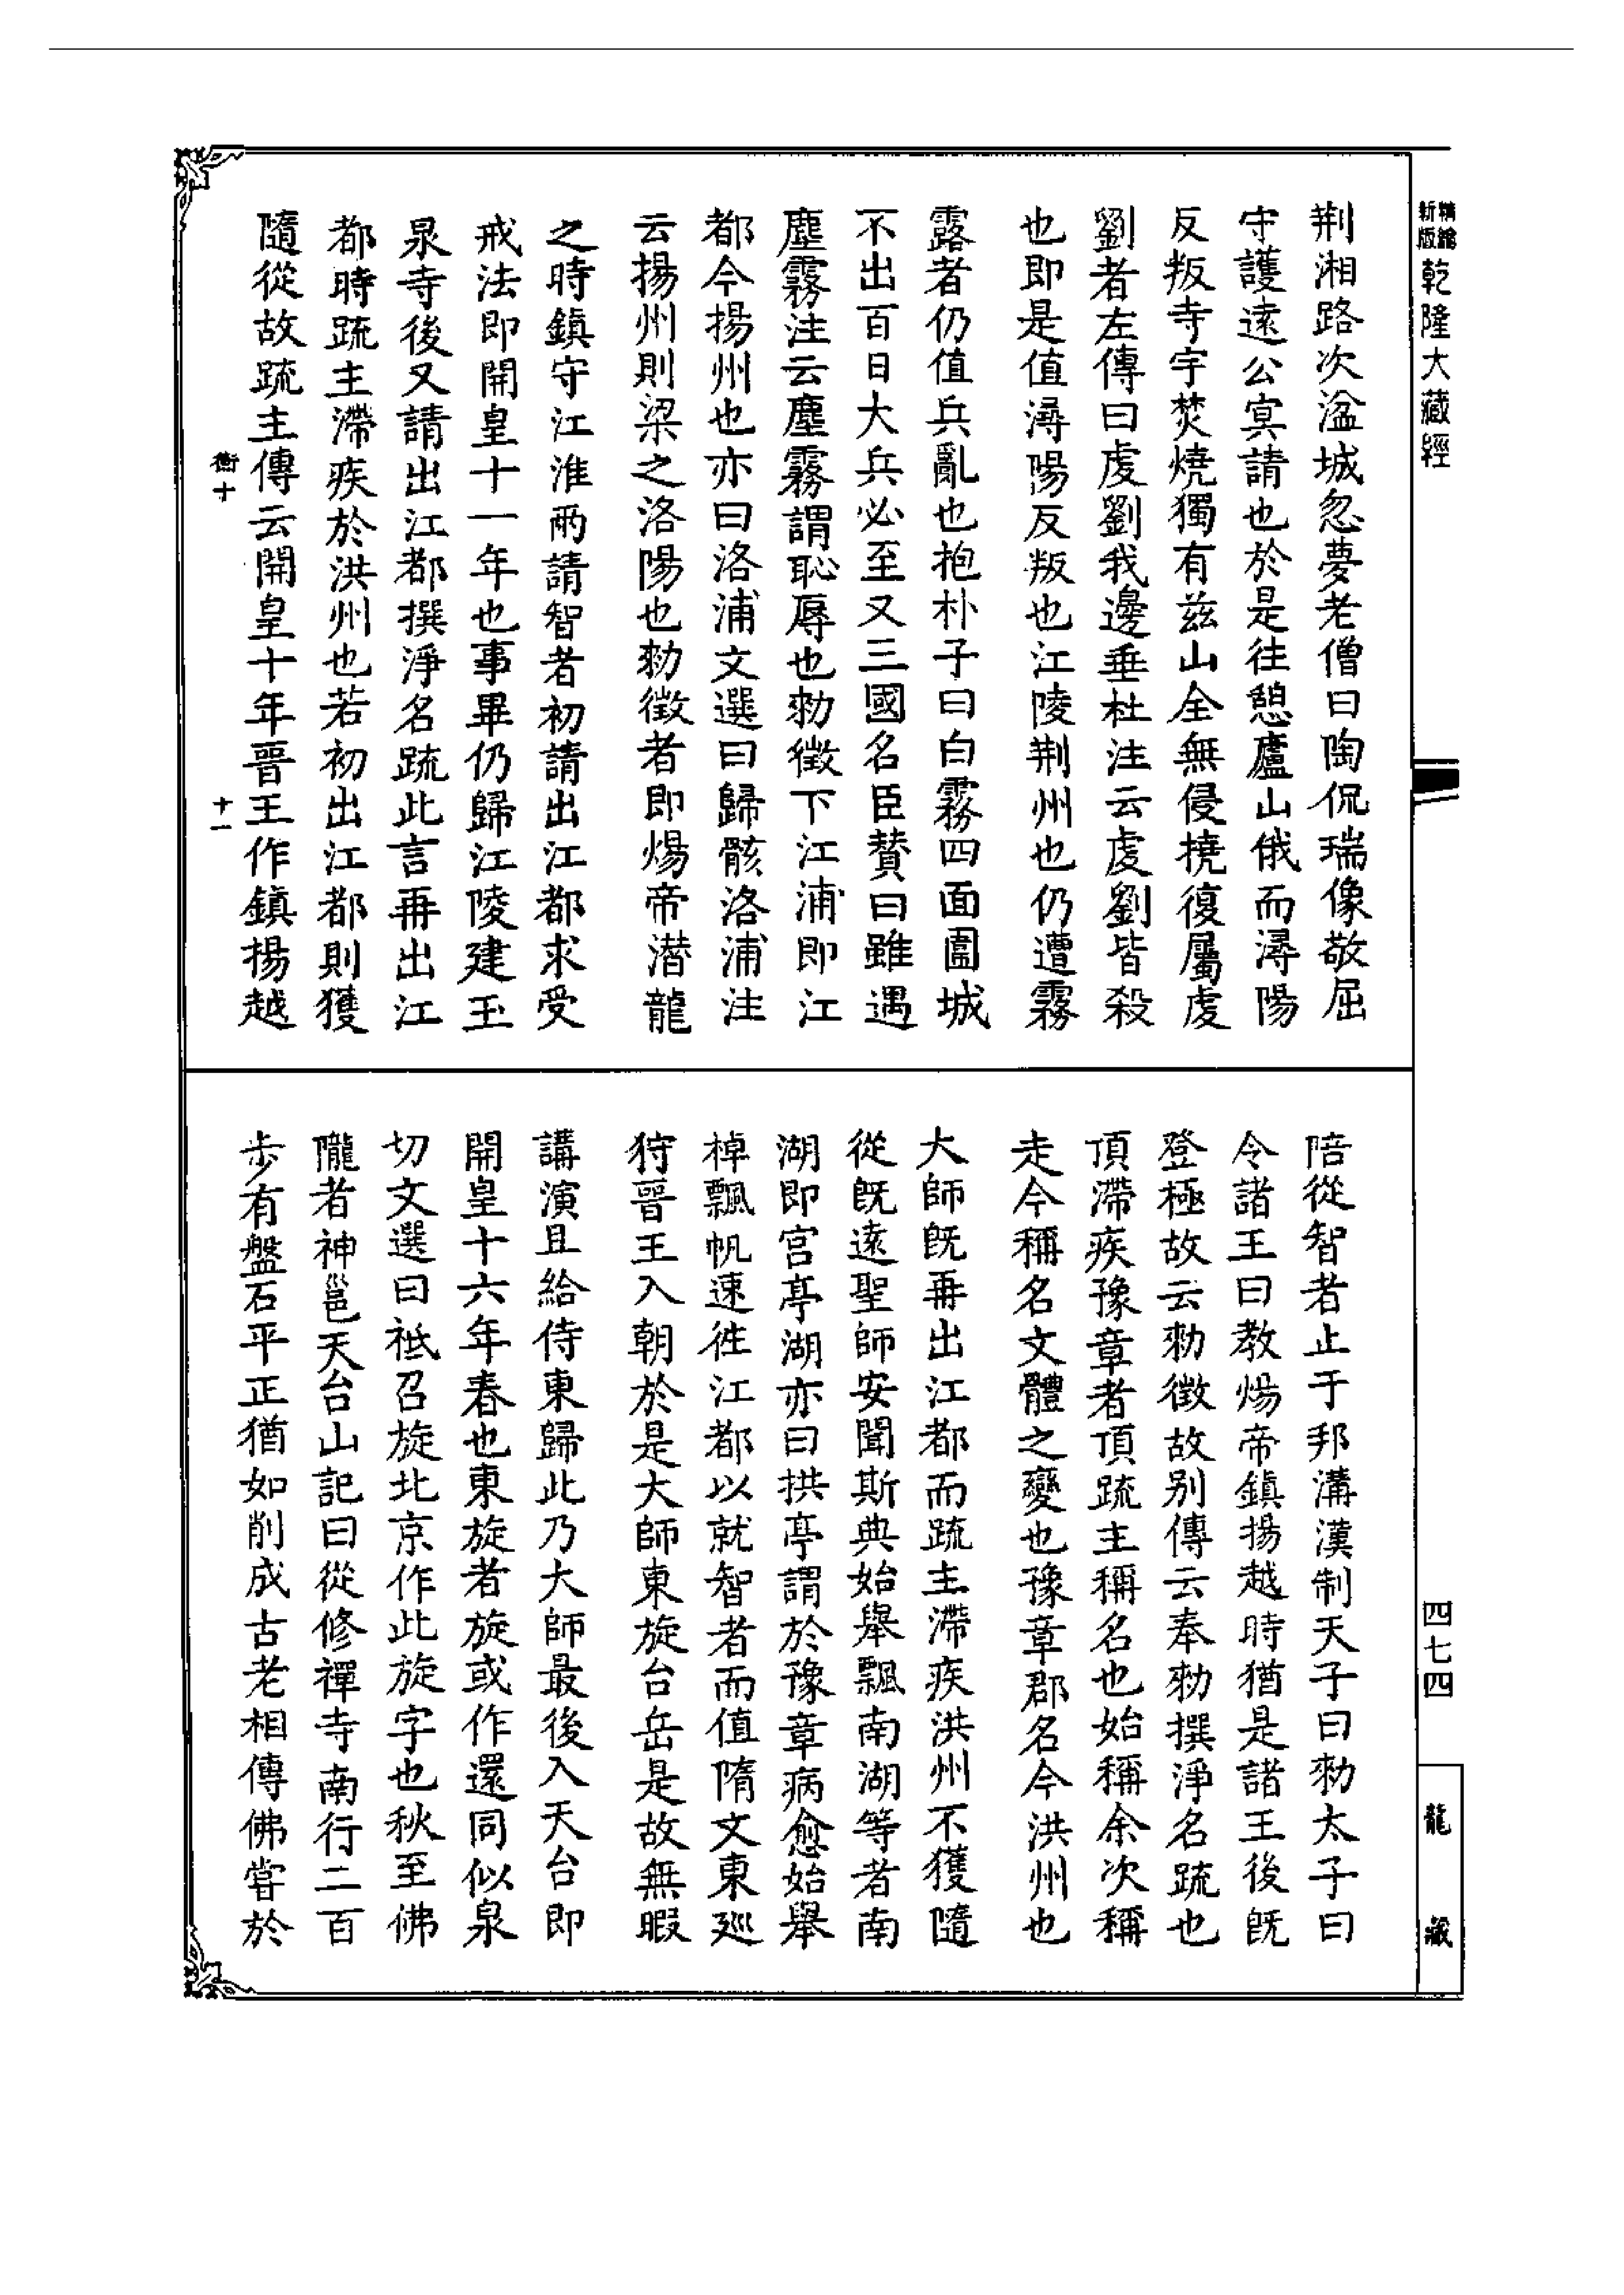 精縮新版乾隆大藏經
荆湘路次湓城忽夢老僧曰陶侃瑞像敬屈
守護遠公寞請也於是往憩廬山俄而潯陽
反叛寺宇焚燒獨有兹山全無侵撓復屬虔
劉者左傳曰虔劉我邊垂杜注云虔劉皆殺
也即是值潯陽反叛也江陵荆州也仍遭霧
露者仍值兵亂也抱朴子曰白霧四面圍城
不出百日大兵必至又三國名臣贊曰雖遇
塵霧注云塵霧謂恥辱也勑徴下江浦即江
都今揚州也亦曰洛浦文選曰歸骸洛浦注
云揚州則梁之洛陽也勑徴者即煬帝潜龍
之時鎮守江淮兩請智者初請出江都求受
戒法即開皇十一年也事畢仍歸江陵建玉
泉寺後又請出江都撰淨名疏此言再出江
都時疏主滯疾於洪州也若初出江都則獲
隨從故疏主傳云開皇十年晋王作鎮揚越
衡十 十一
陪從智者止于邦溝漢制天子曰勑太子曰
令諸王曰教煬帝鎮揚越時猶是諸王後既
登極故云勑徴故别傳云奉勑撰淨名疏也
頂滯疾豫章者頂疏主稱名也始稱余次稱
走今稱名文體之變也豫章郡名今洪州也
大師既再出江都而疏主滯疾洪州不獲隨
從既遠聖師安聞斯典始舉飄南湖等者南
湖即宫亭湖亦曰拱亭謂於豫章病愈始舉
棹飄帆速徃江都以就智者而值隋文東巡
狩晋王入朝於是大師東旋台岳是故無暇
講演且給侍東歸此乃大師最後入天台即
開皇十六年春也東旋者旋或作還同似泉
切文選曰祇召旋北京作此旋字也秋至佛
隴者神邕天台山記曰從修禪寺南行二百
步有盤石平正猶如削成古老相傳佛甞於
四七四
龍藏